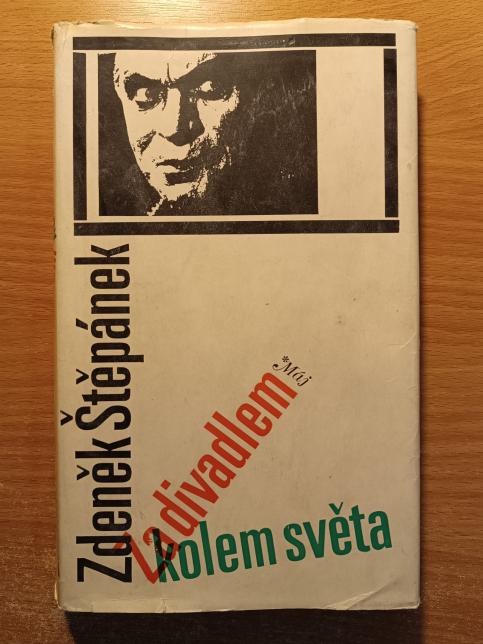 Zdeněk Štěpánek
Za divadlem
kolem světa
*Máj